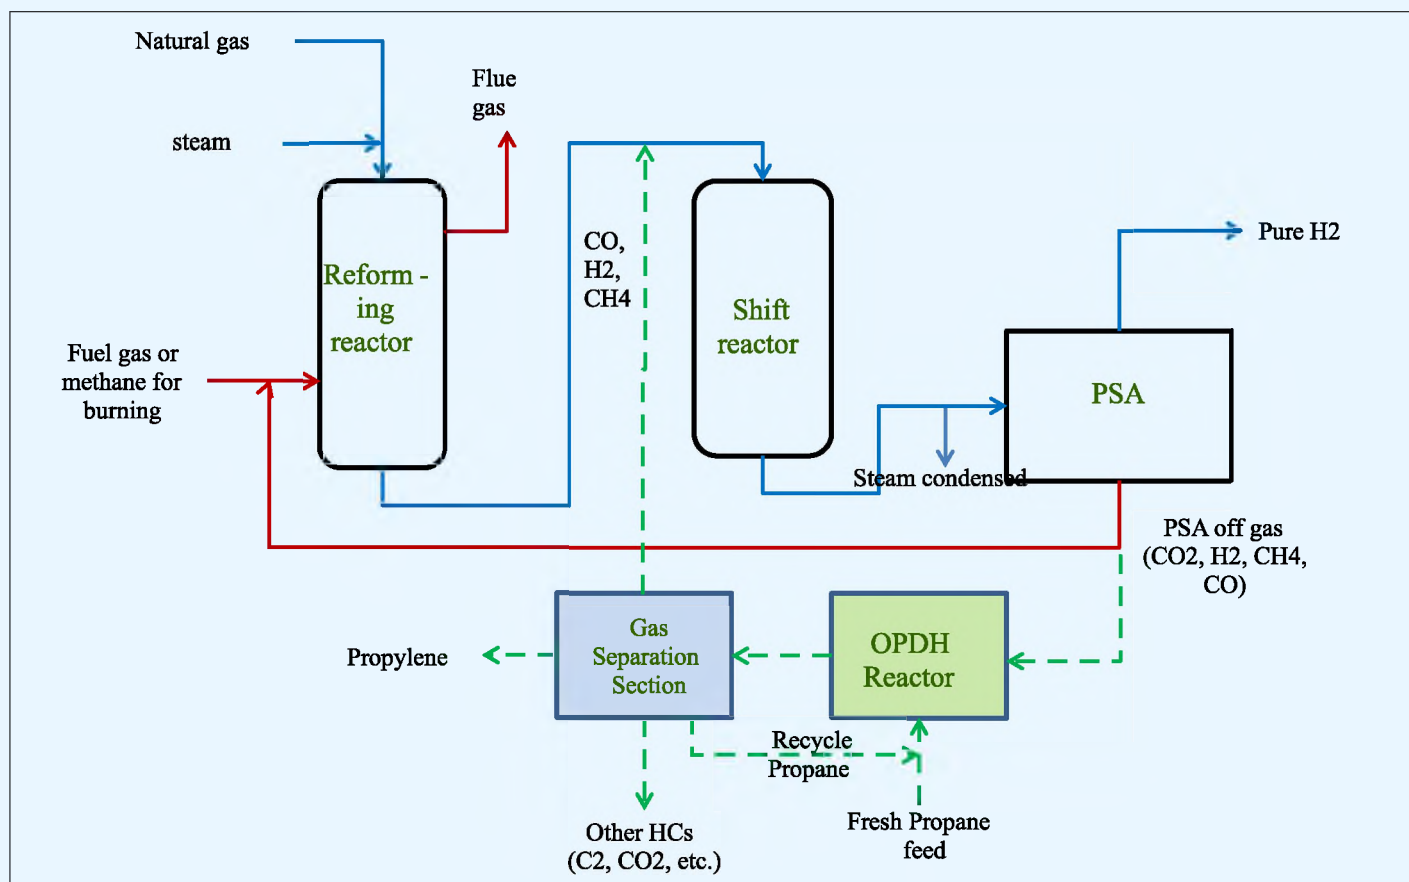 Natural gas
Flue
gas
steam
CO,
H2,
CH4
Pure H2
Reform -
ing
reactor
Shift
reactor
Fuel gas or
methane for
burning
PSA
Steam condensed
PSA off gas
(CO2, H2, CH4,
CO)
Gas
Separation
Section
OPDH
Reactor
Propylene
Recycle
Propane
Other HCs
(C2, CO2, etc.)
Fresh Propane
feed